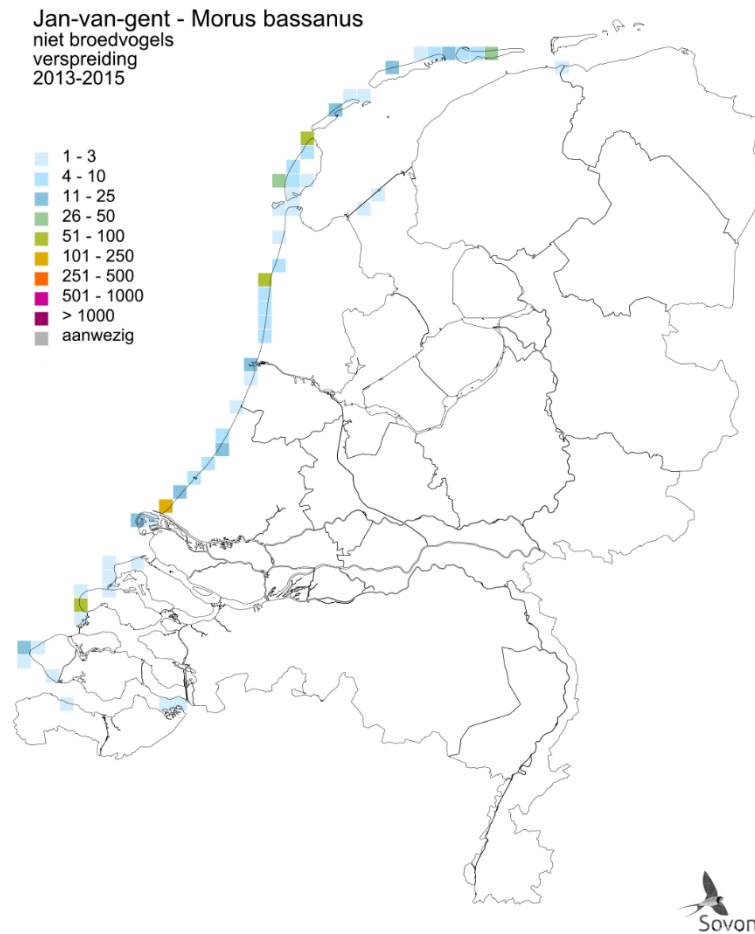 Jan-van-gent - Morus bassanus
niet broedvogels
verspreiding
2013-2015
1 - 3
4 - 10
11 - 25
26 - 50
51 - 100
101 - 250
251 - 500
501 - 1000
> 1000
aanwezig
Sovon